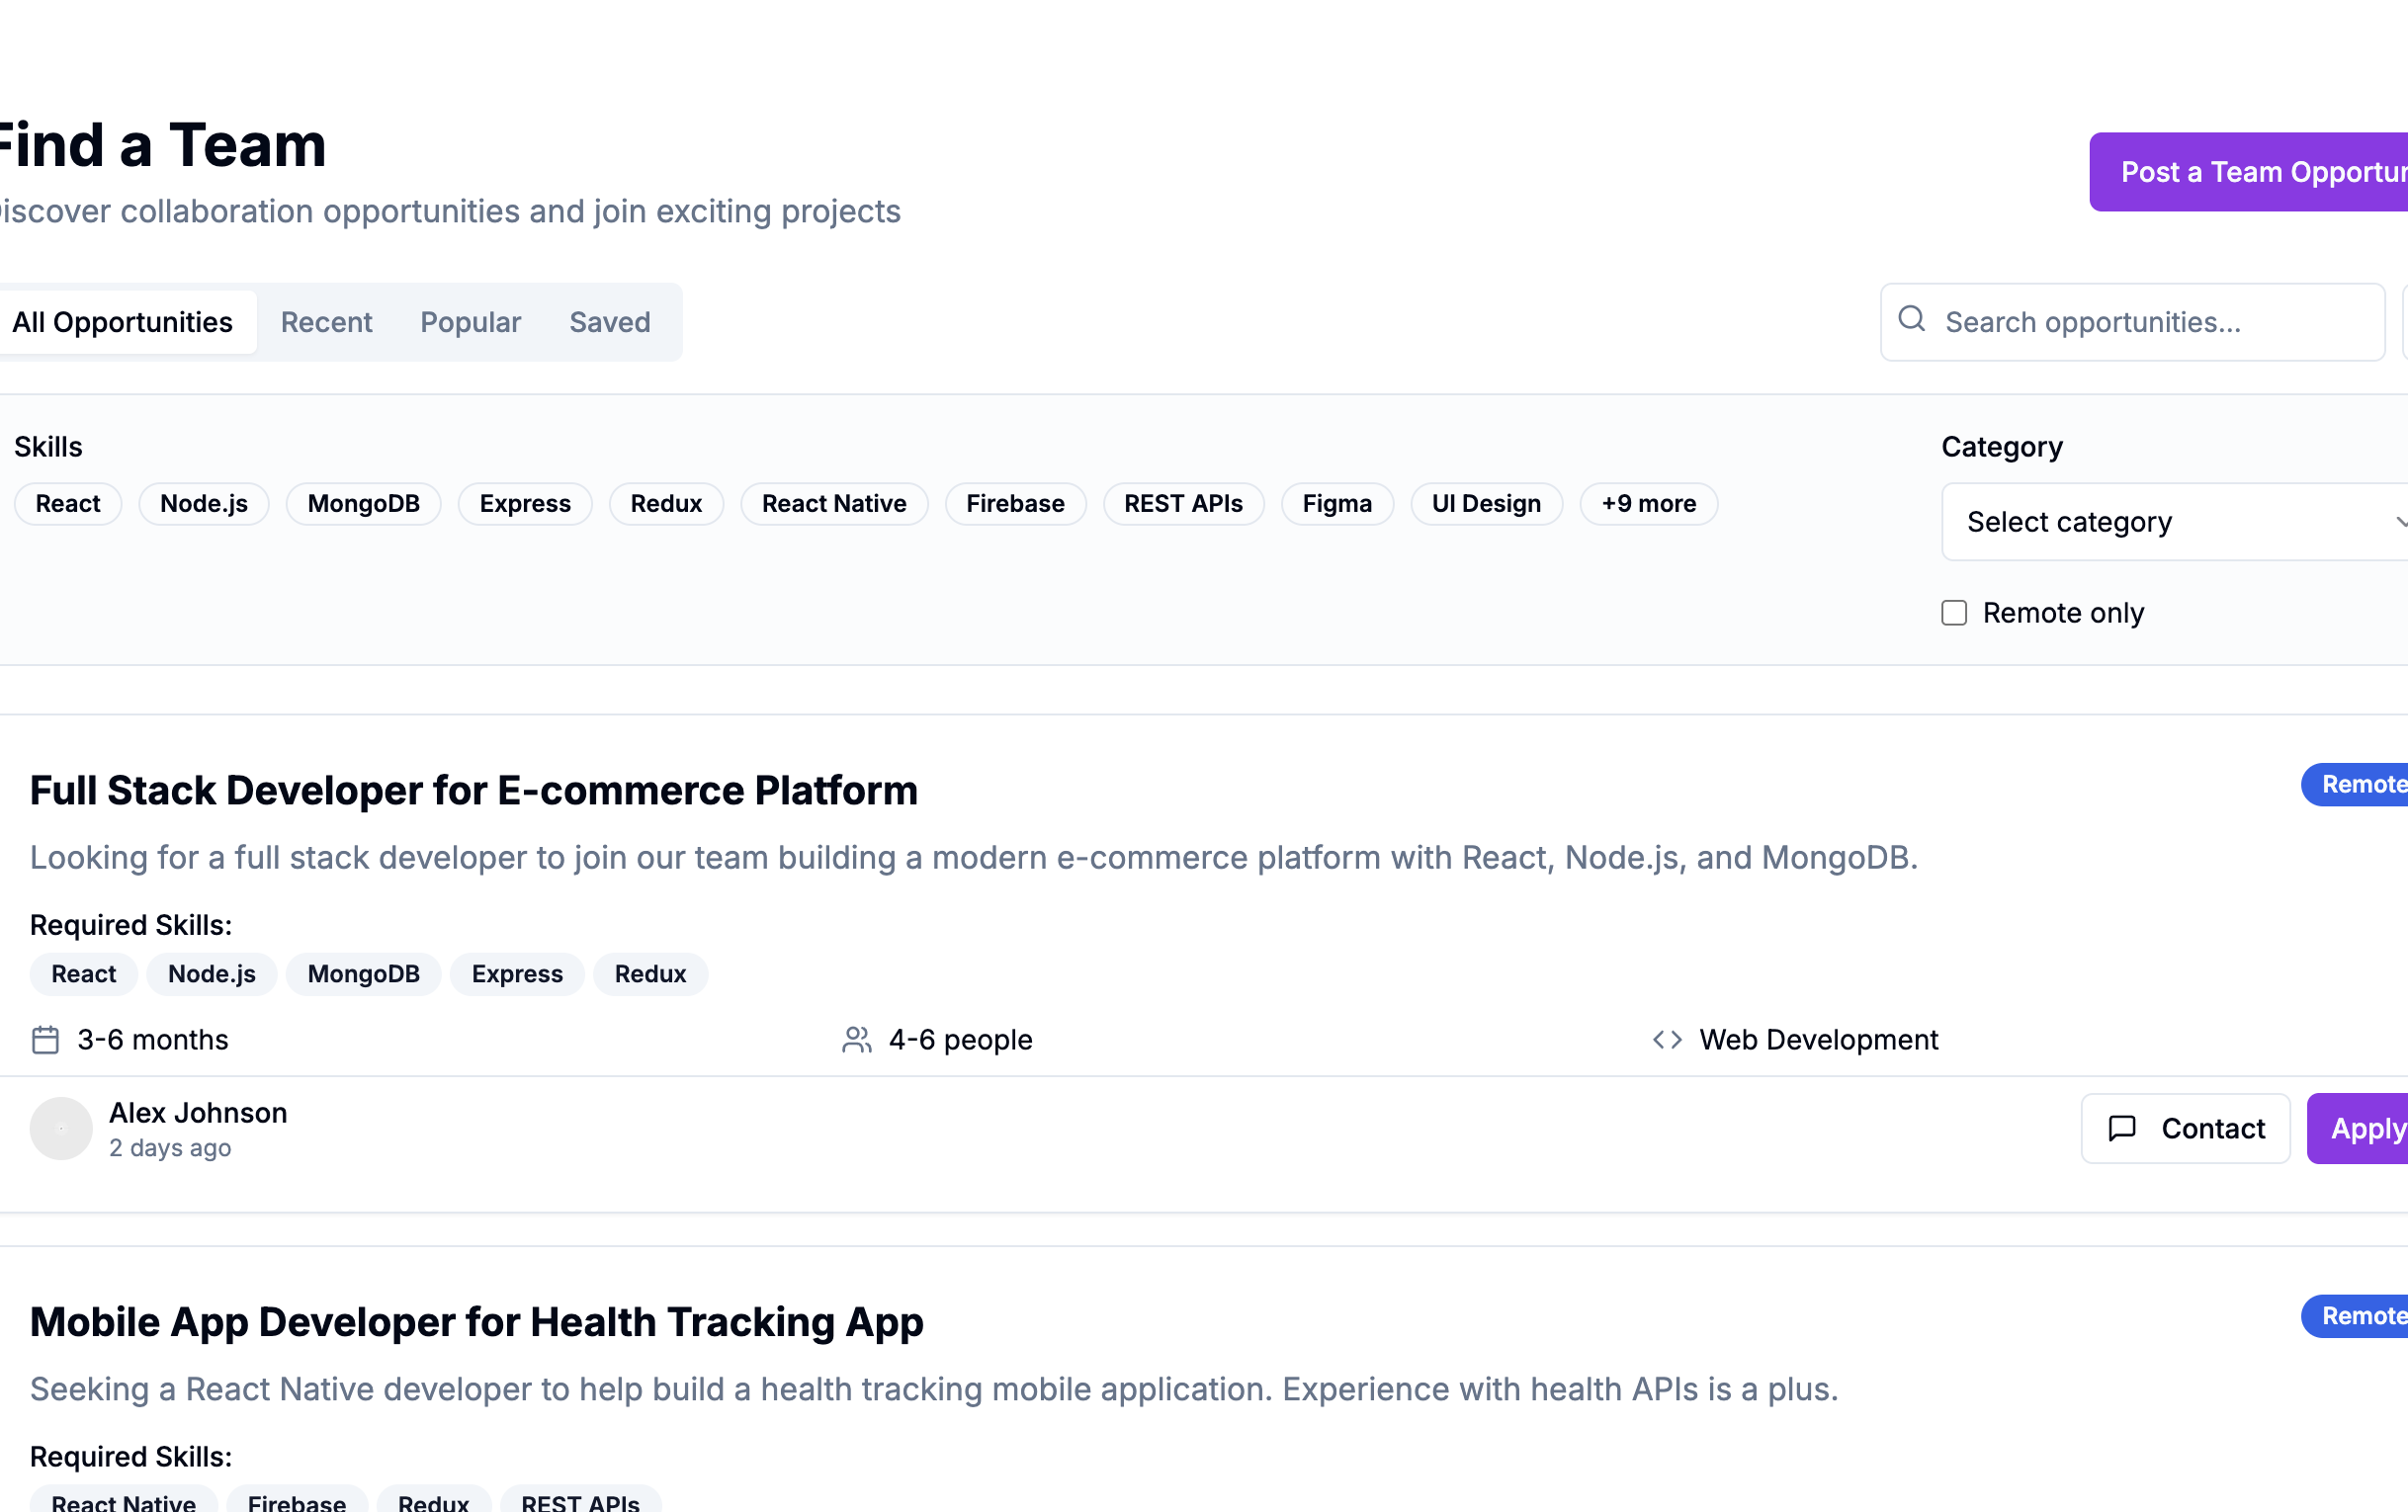 Find a Team
Post a Team Opportun
Discover collaboration opportunities and join exciting projects
All Opportunities Recent Popular Saved
Search opportunities...
Skills
React Node.js MongoDB Express Redux React Native Firebase REST APIs Figma UI Design +9 more
Category
Select category
Remote only
Full Stack Developer for E-commerce Platform
Remote
Looking for a full stack developer to join our team building a modern e-commerce platform with React, Node.js, and MongoDB.
Required Skills:
React Node.js MongoDB Express Redux
3-6 months
4-6 people
Web Development
Alex Johnson
2 days ago
Contact
Apply
Mobile App Developer for Health Tracking App
Remote
Seeking a React Native developer to help build a health tracking mobile application. Experience with health APIs is a plus.
Required Skills:
React Native Firebase Redux REST APIs